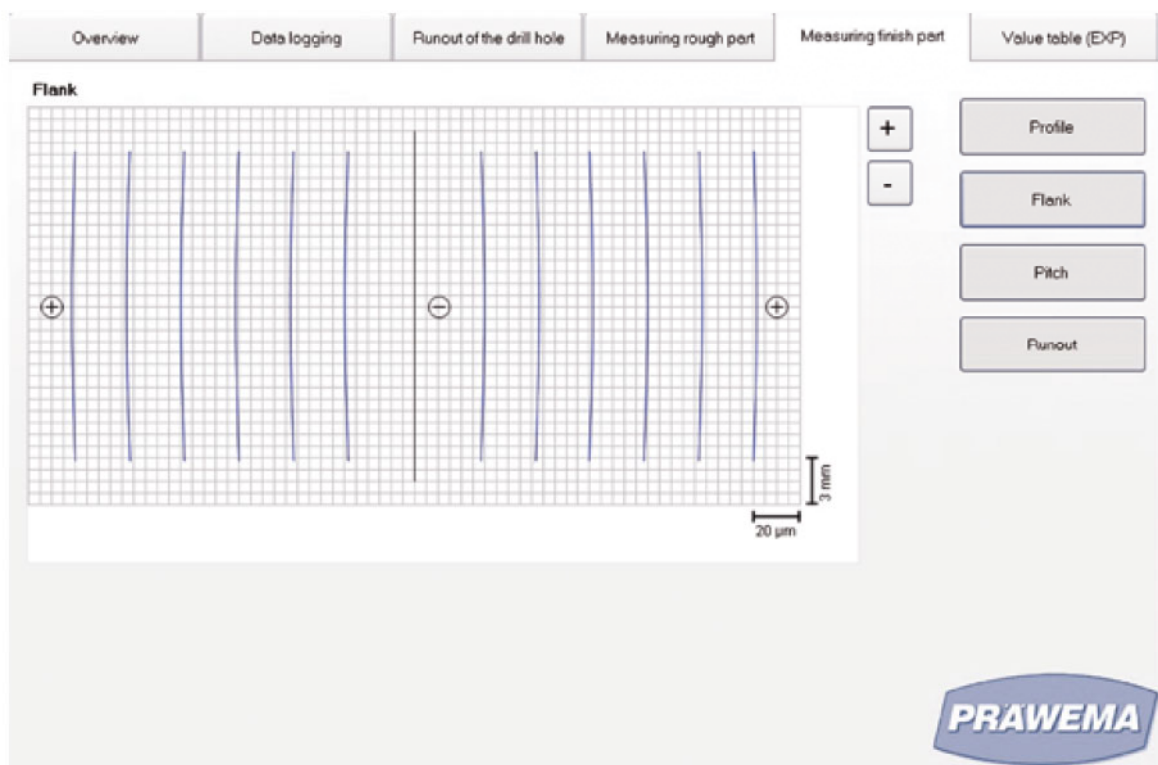 Overview Data logging Runout of the drill hole Measuring rough part Measuring finish part Value table (EXP)
Flank
+
-
Profile
Flank
Pitch
Runout
3 mm
20 µm
PRÄWEMA